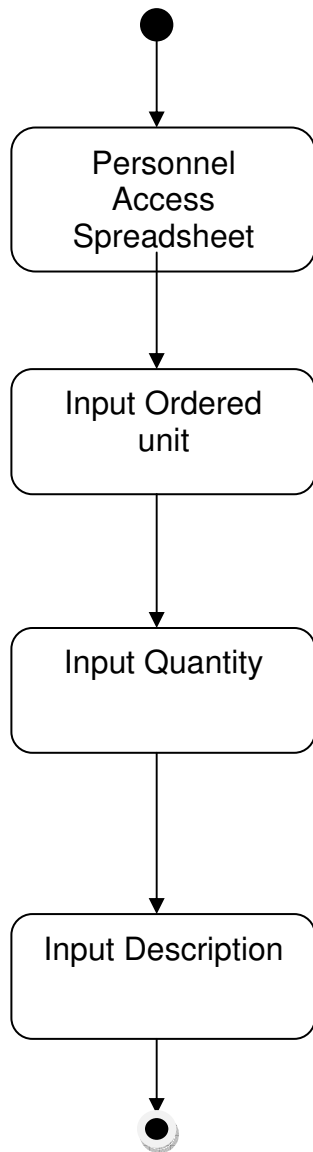 Personnel
Access
Spreadsheet
Input Ordered
unit
Input Quantity
Input Description